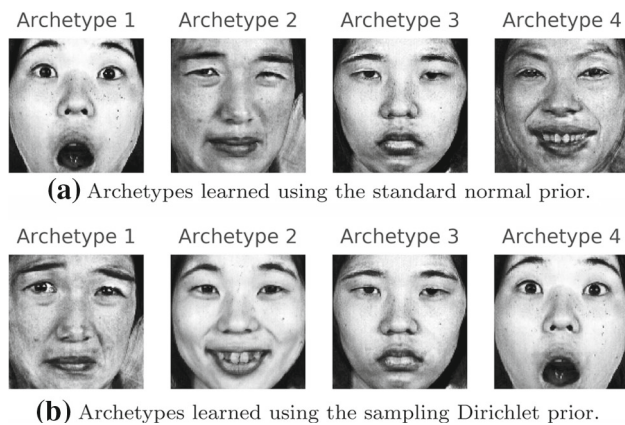 Archetype 1 Archetype 2 Archetype 3 Archetype 4
(a) Archetypes learned using the standard normal prior.
Archetype 1 Archetype 2 Archetype 3 Archetype 4
(b) Archetypes learned using the sampling Dirichlet prior.